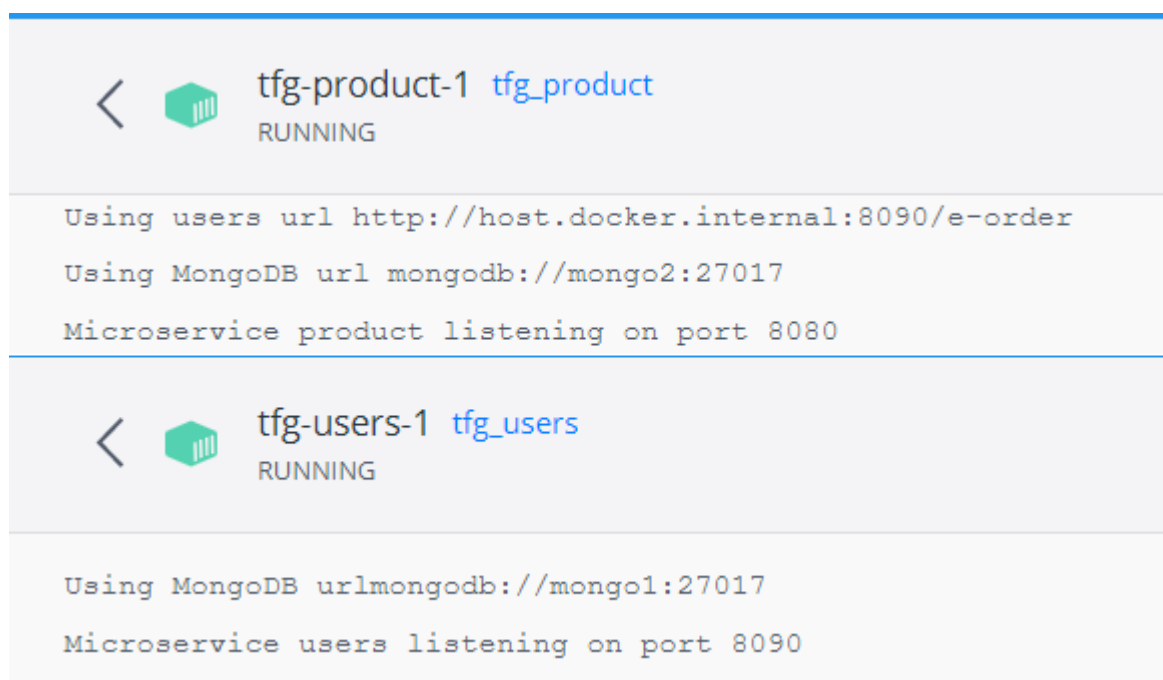 tfg-product-1 tfg_product
RUNNING
Using users url http://host.docker.internal:8090/e-order
Using MongoDB url mongodb://mongo2:27017
Microservice product listening on port 8080
tfg-users-1 tfg_users
RUNNING
Using MongoDB urlmongodb://mongo1:27017
Microservice users listening on port 8090